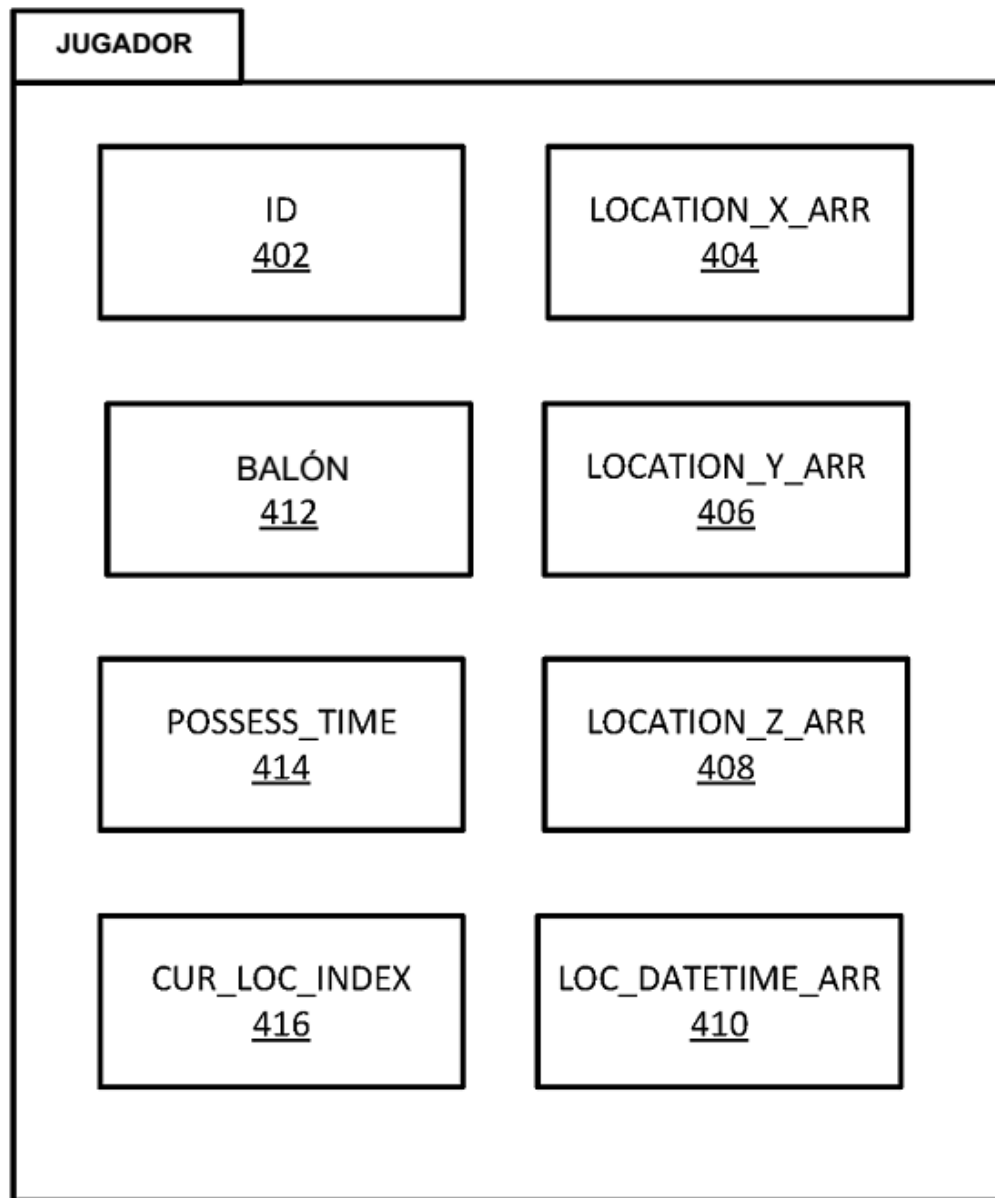 JUGADOR
ID
402
LOCATION_X_ARR
404
BALÓN
412
LOCATION_Y_ARR
406
POSSESS_TIME
414
LOCATION_Z_ARR
408
CUR_LOC_INDEX
416
LOC_DATETIME_ARR
410